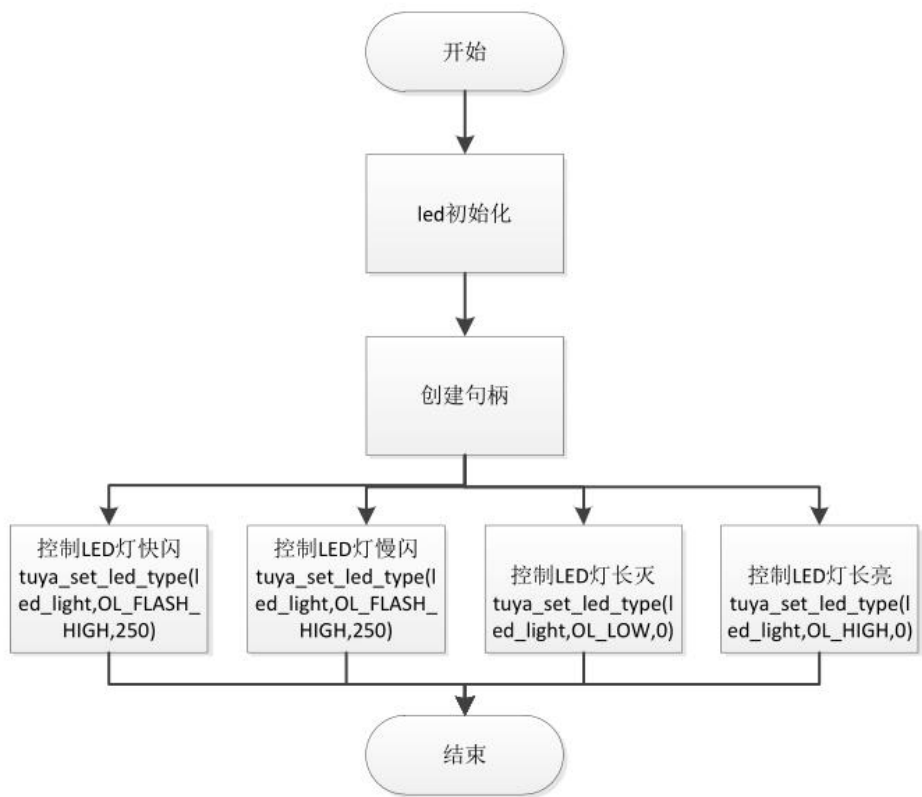 开始
led初始化
创建句柄
控制LED灯快闪
tuya_set_led_type(l
ed_light,OL_FLASH_
HIGH,250)
控制LED灯慢闪
tuya_set_led_type(l
ed_light,OL_FLASH_
HIGH,250)
控制LED灯长灭
tuya_set_led_type(l
ed_light,OL_LOW,0)
控制LED灯长亮
tuya_set_led_type(l
ed_light,OL_HIGH,0)
结束